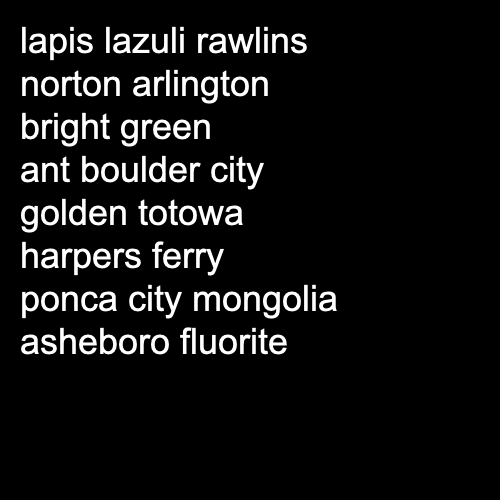 lapis lazuli rawlins
norton arlington
bright green
ant boulder city
golden totowa
harpers ferry
ponca city mongolia
asheboro fluorite